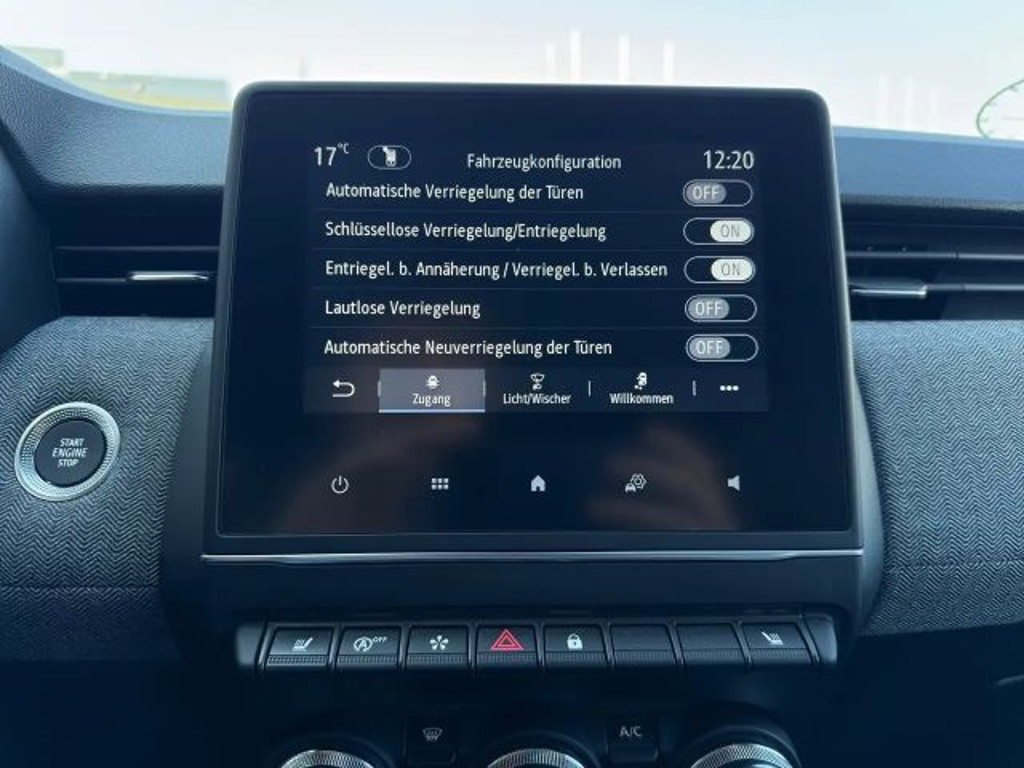 17°C Fahrzeugkonfiguration 12:20
Automatische Verriegelung der Türen OFF
Schlüssellose Verriegelung/Entriegelung ON
Entriegel. b. Annäherung / Verriegel. b. Verlassen ON
Lautlose Verriegelung OFF
Automatische Neuverriegelung der Türen OFF
Zugang Licht/Wischer Willkommen
START
ENGINE
STOP
A OFF
A/C